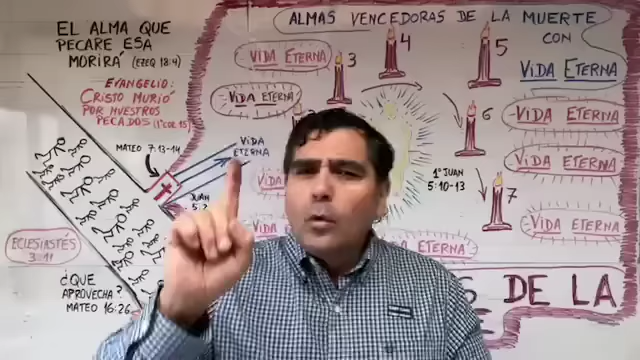 EL ALMA QUE
PECARE ESA
MORIRÁ (EZEQ 18:4)
EVANGELIO:
CRISTO MURIÓ
POR NUESTROS
PECADOS (1ªCOR 15)
MATEO 7:13-14
VIDA
ETERNA
JUAN
ECLESIASTÉS
3:11
¿QUE
APROVECHA?
MATEO 16:26
ALMAS VENCEDORAS DE LA MUERTE
CON
VIDA ETERNA
VIDA ETERNA
VIDA ETERNA
3
4
5
6
7
VIDA ETERNA
VIDA ETERNA
1ª JUAN
5:10-13
VIDA ETERNA
VIDA
ETERNA
DE LA